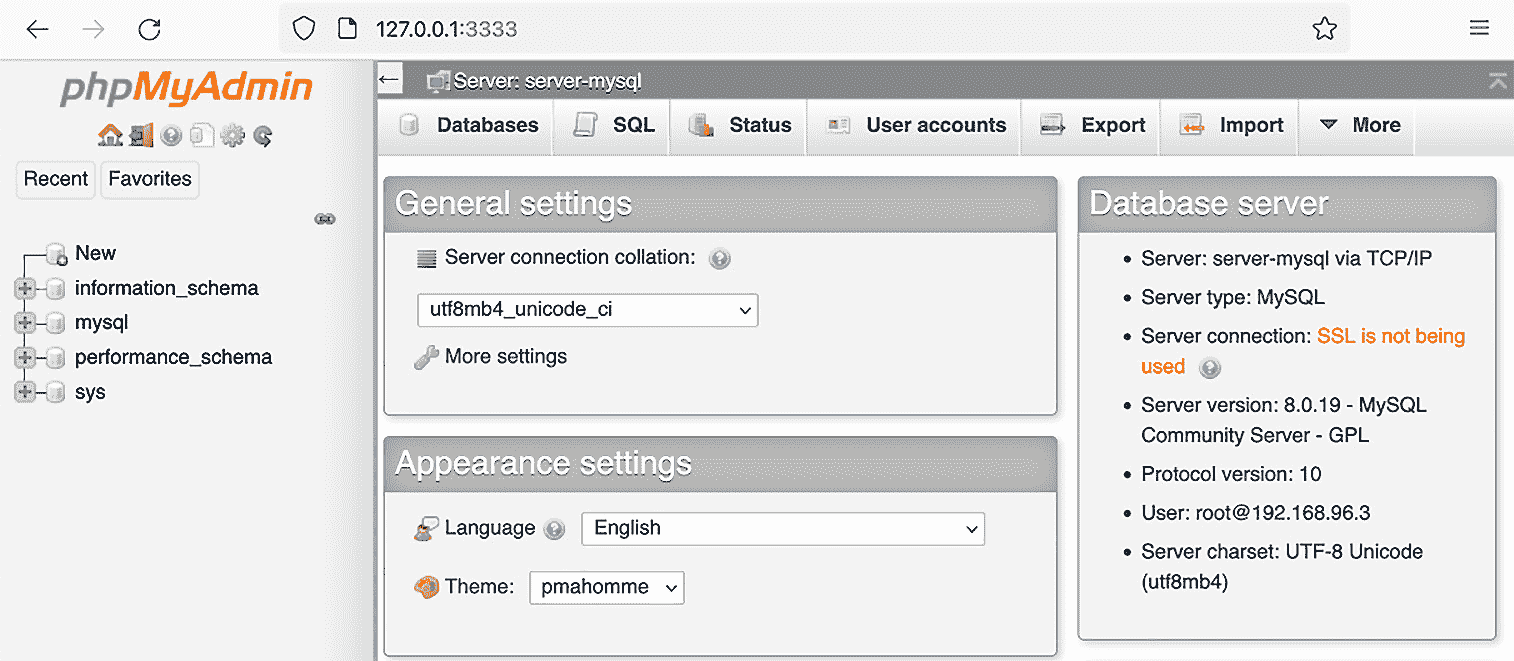 127.0.0.1:3333
phpMyAdmin
Recent
Favorites
New
information_schema
mysql
performance_schema
sys
Server: server-mysql
Databases
SQL
Status
User accounts
Export
Import
More
General settings
Server connection collation:
utf8mb4_unicode_ci
More settings
Appearance settings
Language
English
Theme:
pmahomme
Database server
Server: server-mysql via TCP/IP
Server type: MySQL
Server connection: SSL is not being
used
Server version: 8.0.19 - MySQL
Community Server - GPL
Protocol version: 10
User: root@192.168.96.3
Server charset: UTF-8 Unicode
(utf8mb4)